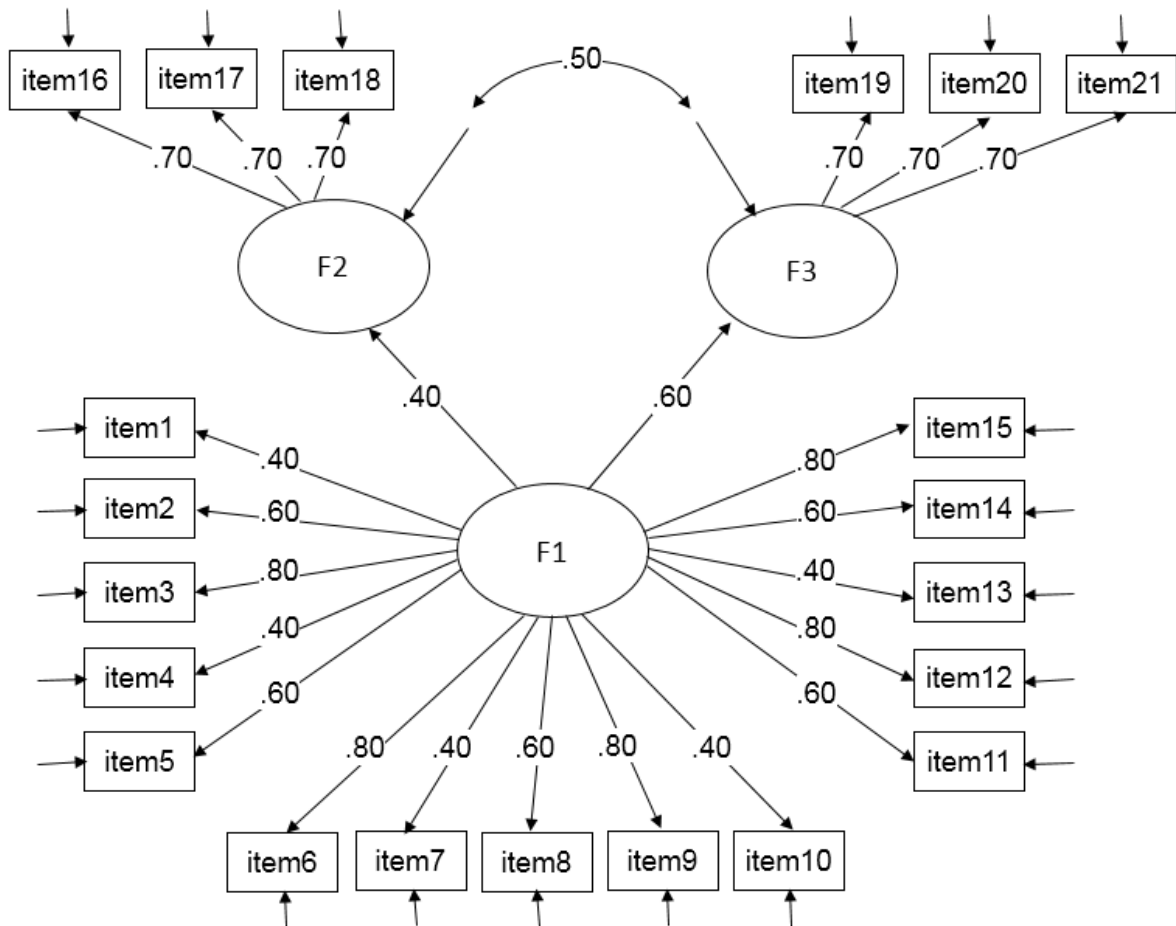 item16
item17
item18
.50
item19
item20
item21
.70
.70
.70
.70
.70
.70
F2
F3
.40
.60
item1
.40
item2
.60
item3
.80
item4
.40
item5
.60
F1
.80
item15
.60
item14
.40
item13
.80
item12
.60
item11
.80
.40
.60
.80
.40
item6
item7
item8
item9
item10